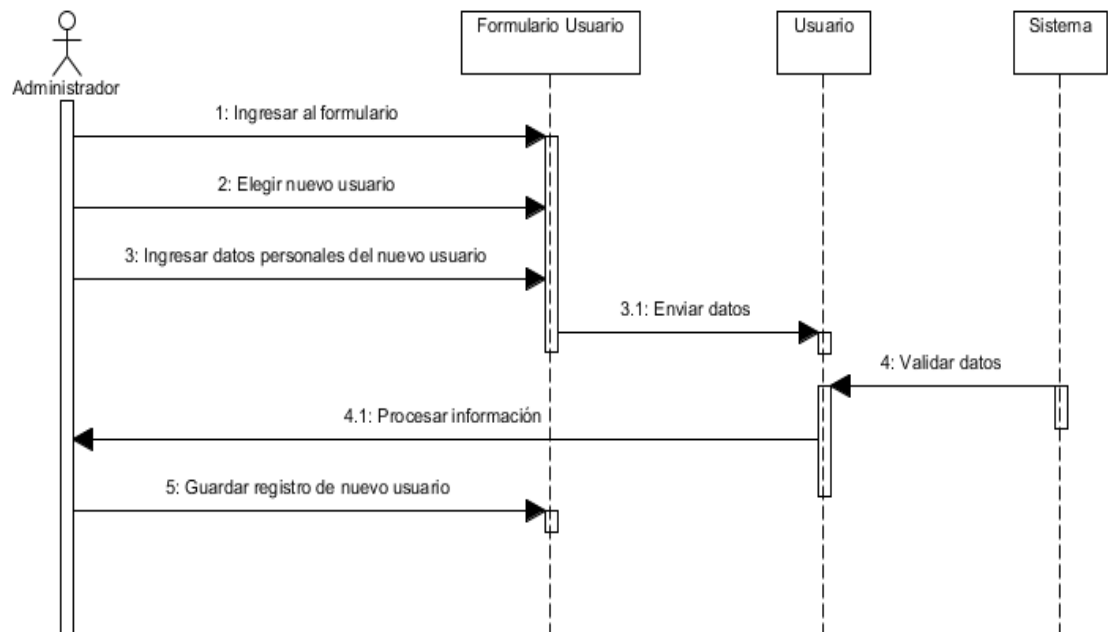 Formulario Usuario
Usuario
Sistema
Administrador
1: Ingresar al formulario
2: Elegir nuevo usuario
3: Ingresar datos personales del nuevo usuario
3.1: Enviar datos
4: Validar datos
4.1: Procesar información
5: Guardar registro de nuevo usuario